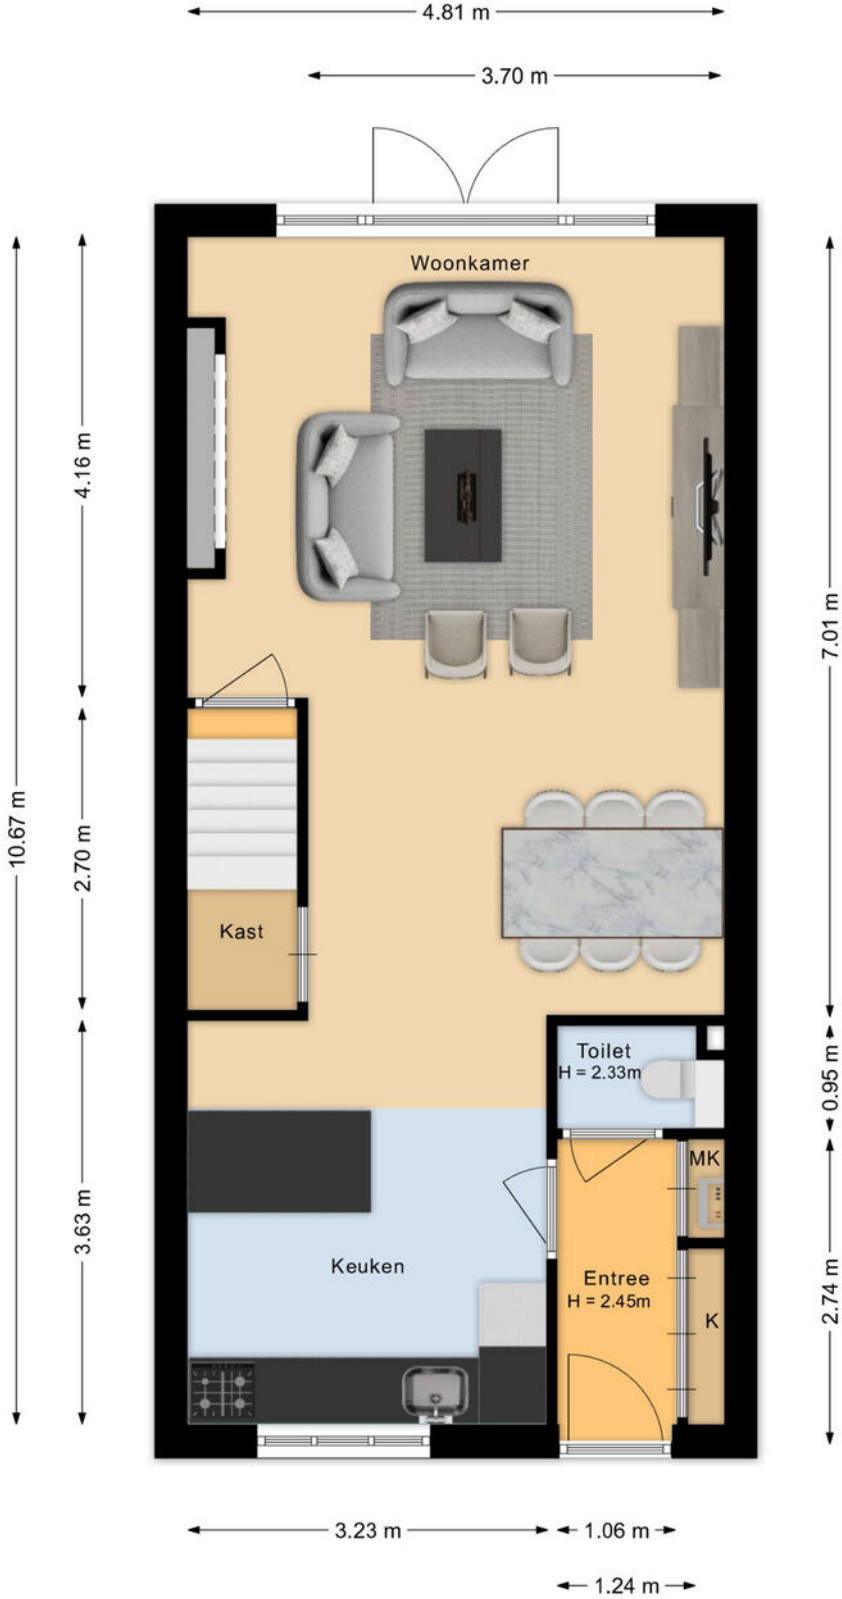 4.81 m
3.70 m
Woonkamer
4.16 m
7.01 m
10.67 m
2.70 m
Kast
Toilet
H = 2.33m
0.95 m
MK
3.63 m
Keuken
Entree
H = 2.45m
2.74 m
K
3.23 m
1.06 m
1.24 m